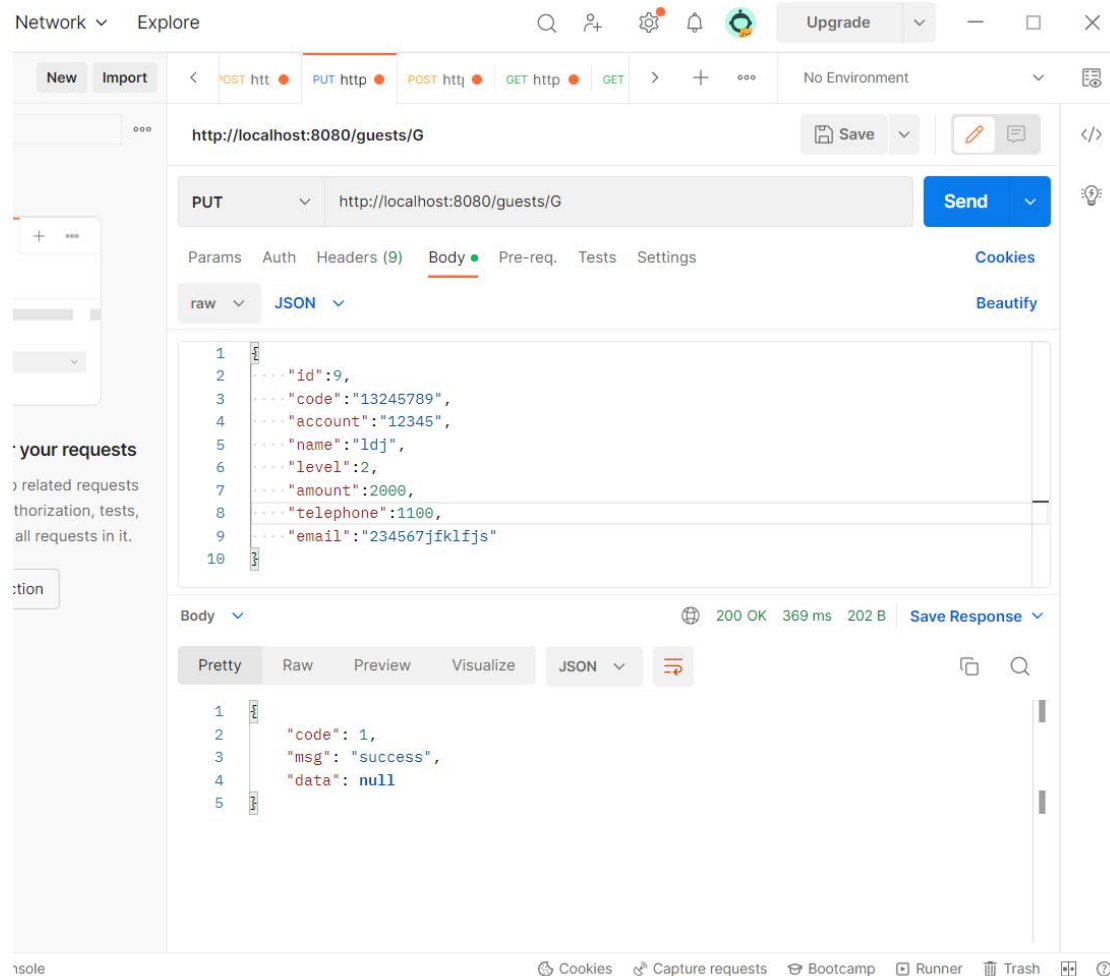 Network Explore Upgrade
New Import POST htt PUT http POST http GET http GET No Environment
http://localhost:8080/guests/G Save
PUT http://localhost:8080/guests/G Send
Params Auth Headers (9) Body Pre-req. Tests Settings Cookies
raw JSON Beautify
1 {
2 "id":9,
3 "code":"13245789",
4 "account":"12345",
5 "name":"ldj",
6 "level":2,
7 "amount":2000,
8 "telephone":1100,
9 "email":"234567jfklfjs"
10 }
your requests
related requests
thorization, tests,
all requests in it.
ction
Body 200 OK 369 ms 202 B Save Response
Pretty Raw Preview Visualize JSON
1 {
2 "code": 1,
3 "msg": "success",
4 "data": null
5 }
nsole Cookies Capture requests Bootcamp Runner Trash